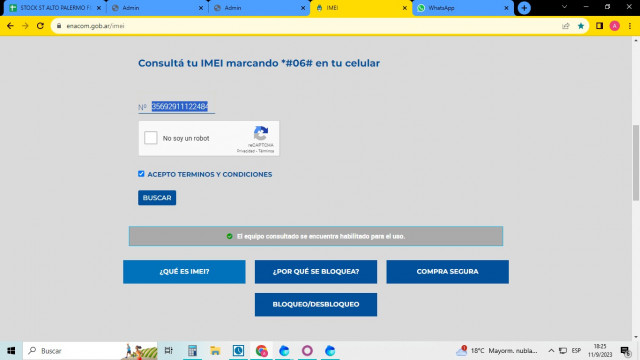 STOCK ST ALTO PALERMO
Admin
Admin
IMEI
WhatsApp
enacom.gob.ar/imei
A
Consultá tu IMEI marcando *#06# en tu celular
Nº 35692911122484
No soy un robot
reCAPTCHA
Privacidad - Términos
ACEPTO TERMINOS Y CONDICIONES
BUSCAR
El equipo consultado se encuentra habilitado para el uso.
¿QUÉ ES IMEI?
¿POR QUÉ SE BLOQUEA?
COMPRA SEGURA
BLOQUEO/DESBLOQUEO
Buscar
18°C Mayorm. nubla...
ESP
18:25
11/9/2023